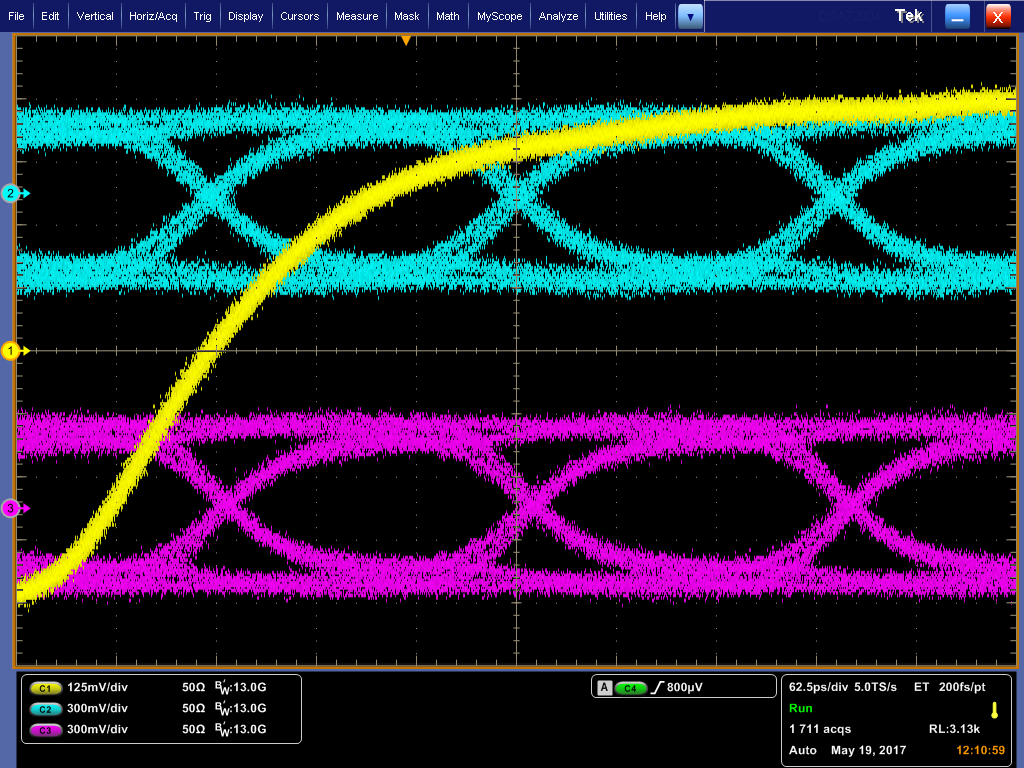 File Edit Vertical Horiz/Acq Trig Display Cursors Measure Mask Math MyScope Analyze Utilities Help Tek X
2
1
3
C1 125mV/div 50Ω BW:13.0G
C2 300mV/div 50Ω BW:13.0G
C3 300mV/div 50Ω BW:13.0G
A C4 800µV
62.5ps/div 5.0TS/s ET 200fs/pt
Run
1 711 acqs RL:3.13k
Auto May 19, 2017 12:10:59